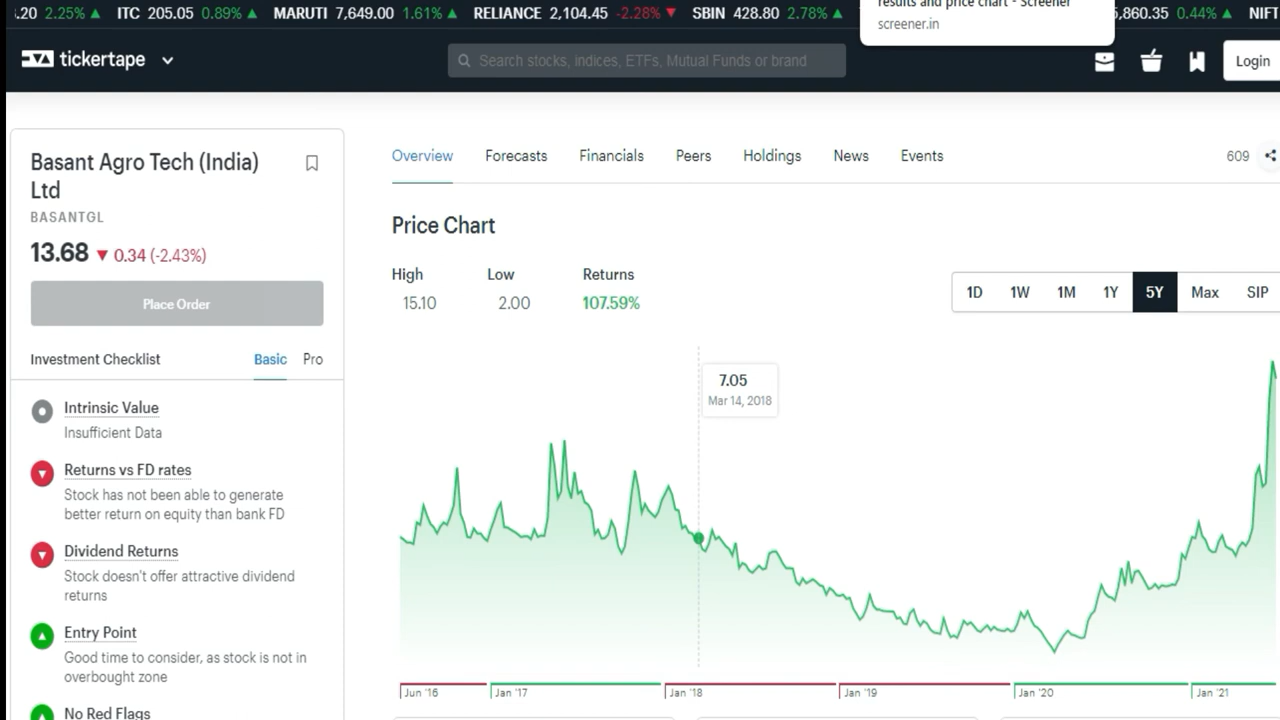 .20 2.25% ▲ ITC 205.05 0.89% ▲ MARUTI 7,649.00 1.61% ▲ RELIANCE 2,104.45 -2.28% ▼ SBIN 428.80 2.78% ▲ 5,860.35 0.44% ▲ NIFT
results and price chart - Screener
screener.in
tickertape
Search stocks, indices, ETFs, Mutual Funds or brand
Login
Basant Agro Tech (India)
Ltd
BASANTGL
13.68 ▼ 0.34 (-2.43%)
Place Order
Investment Checklist Basic Pro
Intrinsic Value
Insufficient Data
Returns vs FD rates
Stock has not been able to generate
better return on equity than bank FD
Dividend Returns
Stock doesn't offer attractive dividend
returns
Entry Point
Good time to consider, as stock is not in
overbought zone
No Red Flags
Overview Forecasts Financials Peers Holdings News Events 609
Price Chart
High Low Returns
15.10 2.00 107.59%
1D 1W 1M 1Y 5Y Max SIP
7.05
Mar 14, 2018
Jun '16 Jan '17 Jan '18 Jan '19 Jan '20 Jan '21